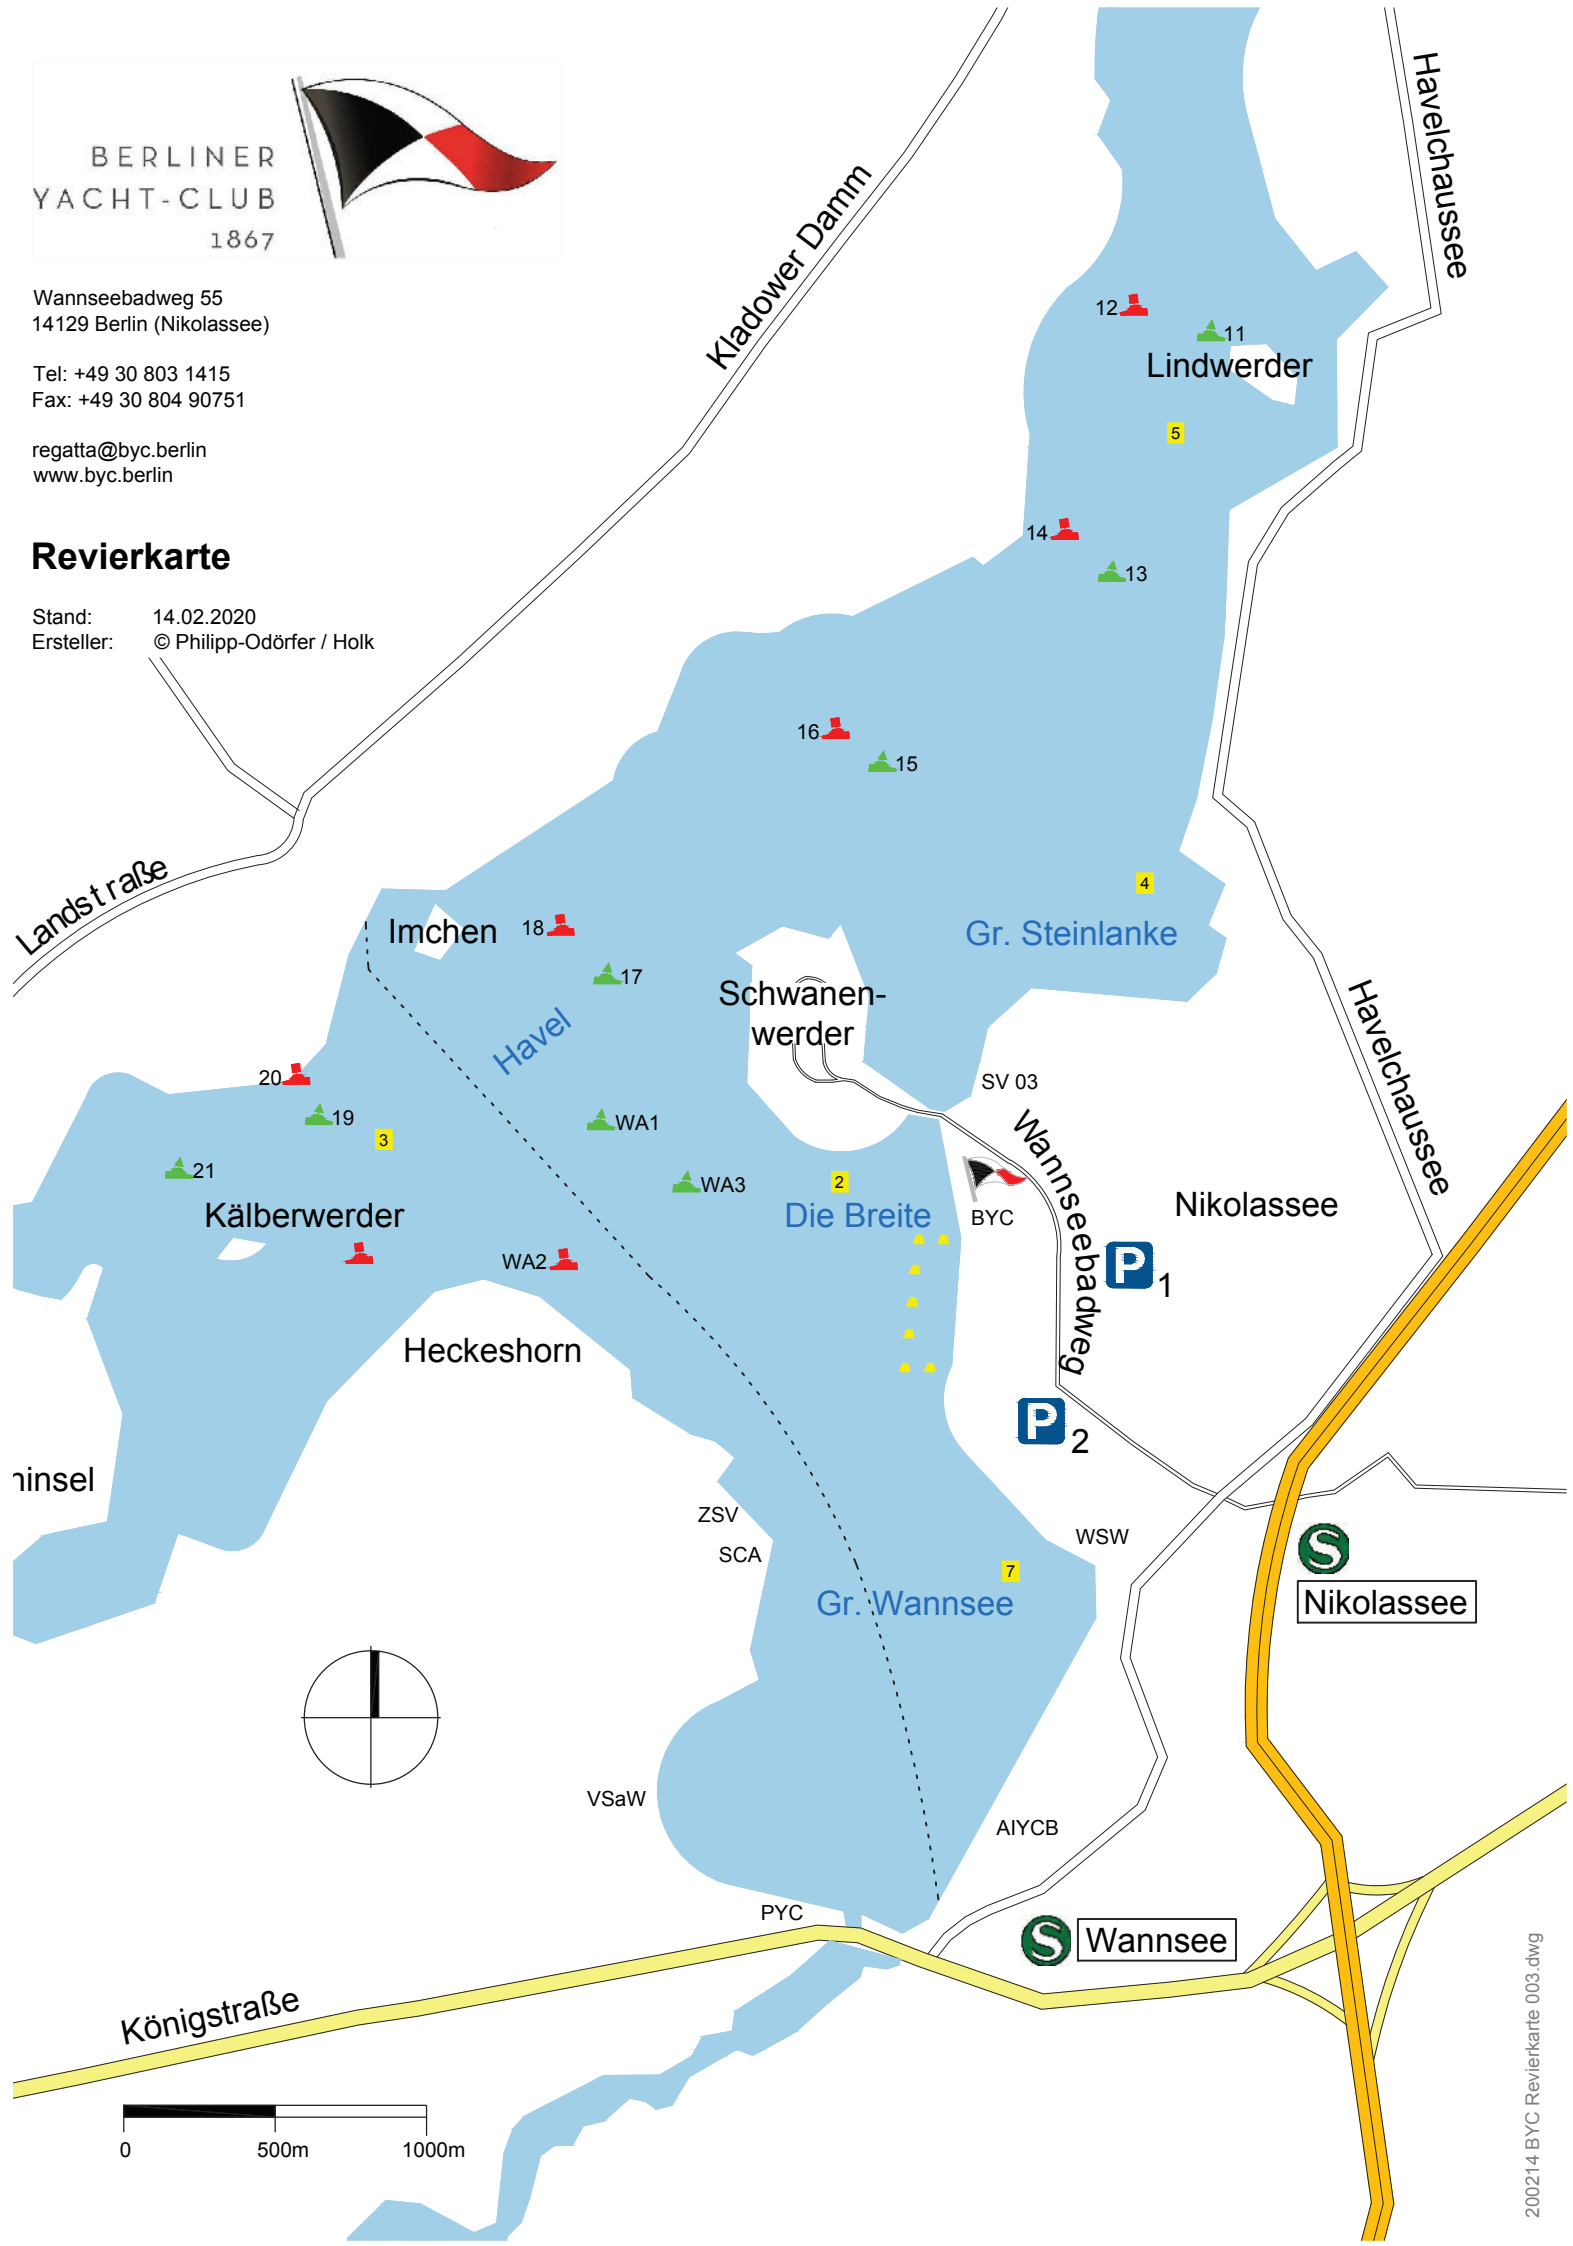 BERLINER
YACHT-CLUB
1867
Wannseebadweg 55
14129 Berlin (Nikolassee)
Tel: +49 30 803 1415
Fax: +49 30 804 90751
regatta@byc.berlin
www.byc.berlin
Revierkarte
Stand: 14.02.2020
Ersteller: © Philipp-Odörfer / Holk
Kladower Damm
Havelchaussee
12
11
Lindwerder
5
14
13
16
15
Landstraße
4
Imchen
18
Gr. Steinlanke
17
Schwanen-
werder
Havel
Havelchaussee
20
SV 03
19
WA1
3
Wannseebadweg
21
WA3
2
Kälberwerder
Die Breite
BYC
Nikolassee
WA2
P 1
Heckeshorn
P 2
ninsel
ZSV
SCA
WSW
S
7
Gr. Wannsee
Nikolassee
VSaW
AIYCB
PYC
S
Wannsee
Königstraße
0 500m 1000m
200214 BYC Revierkarte 003.dwg